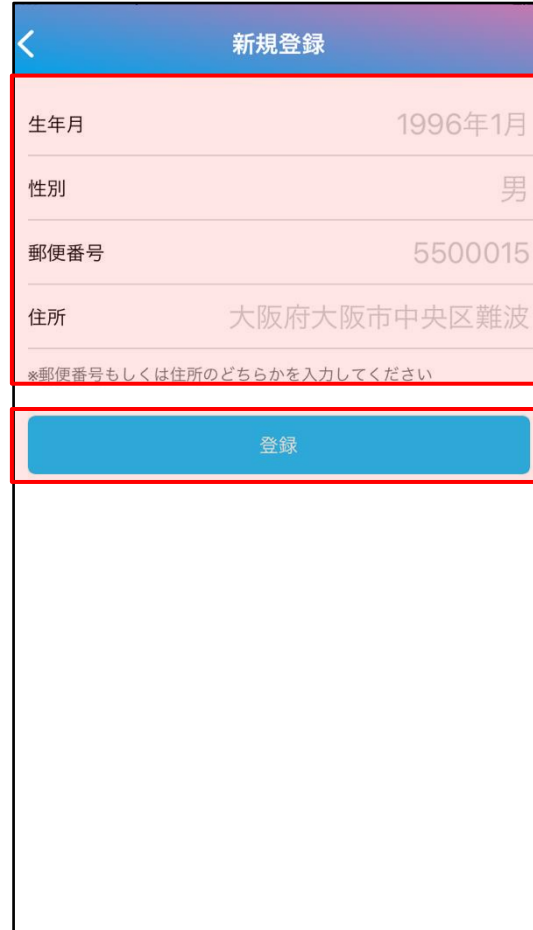 新規登録
生年月 1996年1月
性別 男
郵便番号 5500015
住所 大阪府大阪市中央区難波
※郵便番号もしくは住所のどちらかを入力してください
登録